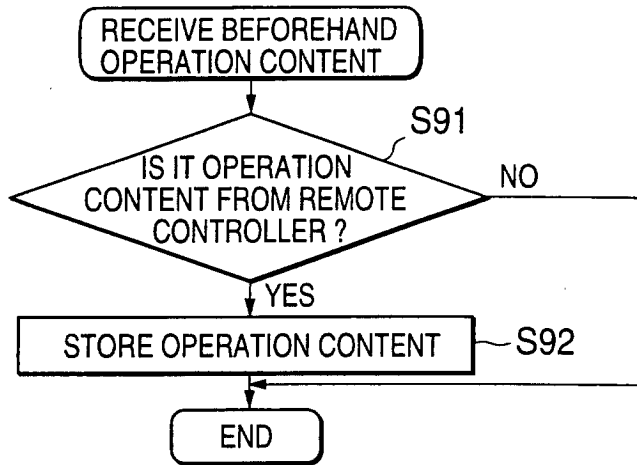 RECEIVE BEFOREHAND
OPERATION CONTENT
S91
IS IT OPERATION
CONTENT FROM REMOTE
CONTROLLER ?
NO
YES
STORE OPERATION CONTENT
S92
END